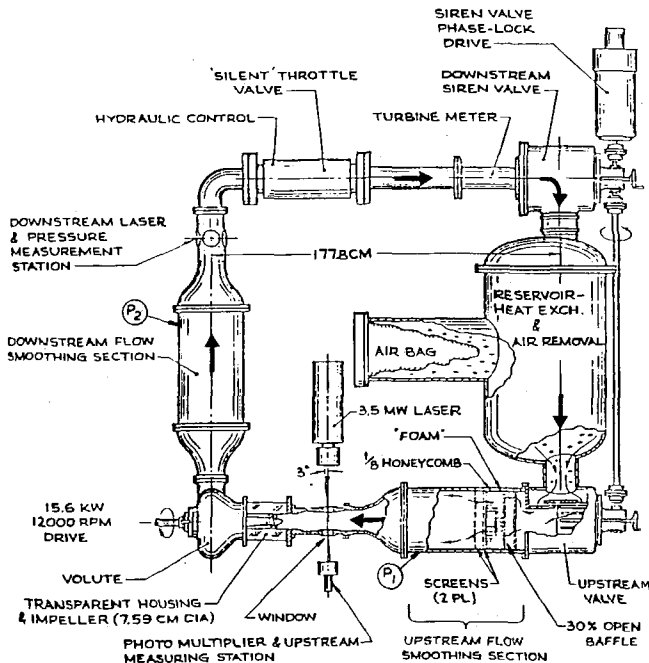 SIREN VALVE
PHASE-LOCK
DRIVE
'SILENT' THROTTLE
VALVE
DOWNSTREAM
SIREN VALVE
HYDRAULIC CONTROL
TURBINE METER
DOWNSTREAM LASER
& PRESSURE
MEASUREMENT
STATION
177.8CM
P2
RESERVOIR-
HEAT EXCH.
&
AIR REMOVAL
DOWNSTREAM FLOW
SMOOTHING SECTION
AIR BAG
3.5 MW LASER
"FOAM"
1/8 HONEYCOMB
3°
15.6 KW
12000 RPM
DRIVE
VOLUTE
P1
SCREENS
(2 PL)
UPSTREAM
VALVE
TRANSPARENT HOUSING
& IMPELLER (7.59 CM DIA)
WINDOW
30% OPEN
BAFFLE
PHOTO MULTIPLIER & UPSTREAM
MEASURING STATION
UPSTREAM FLOW
SMOOTHING SECTION